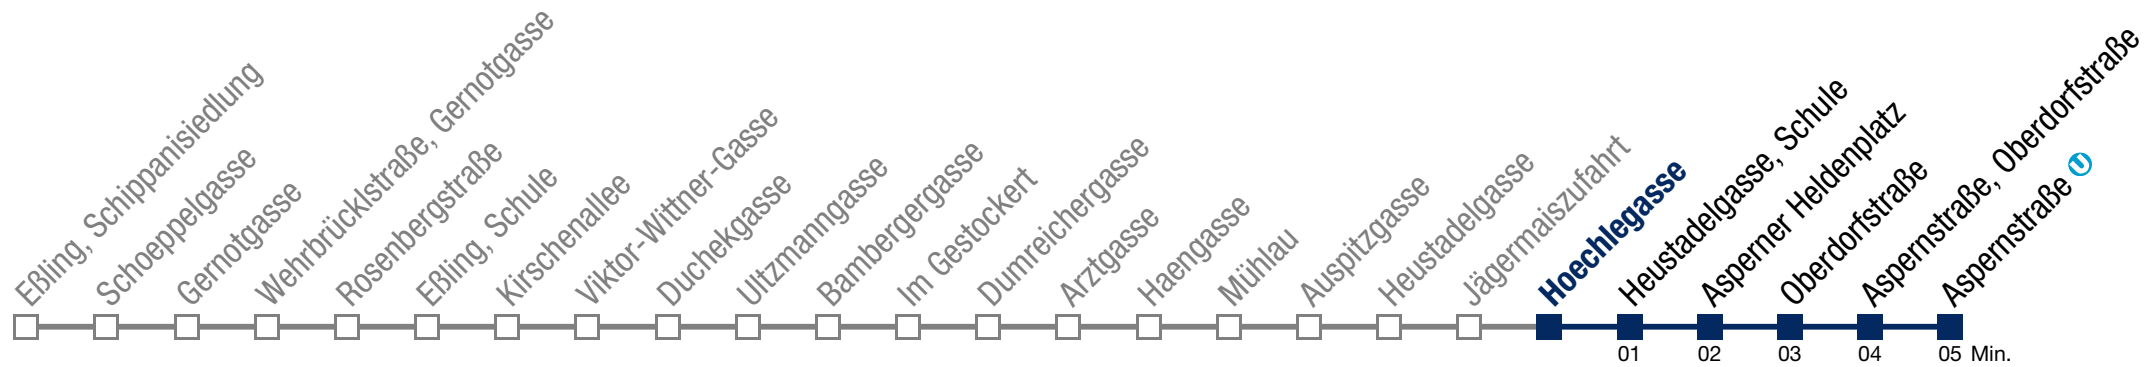 Eßling, Schippanisiedlung
Schoeppelgasse
Gernotgasse
Wehrbrücklstraße, Gernotgasse
Rosenbergstraße
Eßling, Schule
Kirschenallee
Viktor-Wittner-Gasse
Duchekgasse
Ultzmanngasse
Bambergergasse
Im Gestockert
Dumreichergasse
Arztgasse
Haengasse
Mühlau
Auspitzgasse
Heustadelgasse
Jägermaiszufahrt
Hoechlegasse
Heustadelgasse, Schule
Asperner Heldenplatz
Oberdorfstraße
Aspernstraße, Oberdorfstraße
Aspernstraße U
01 02 03 04 05 Min.